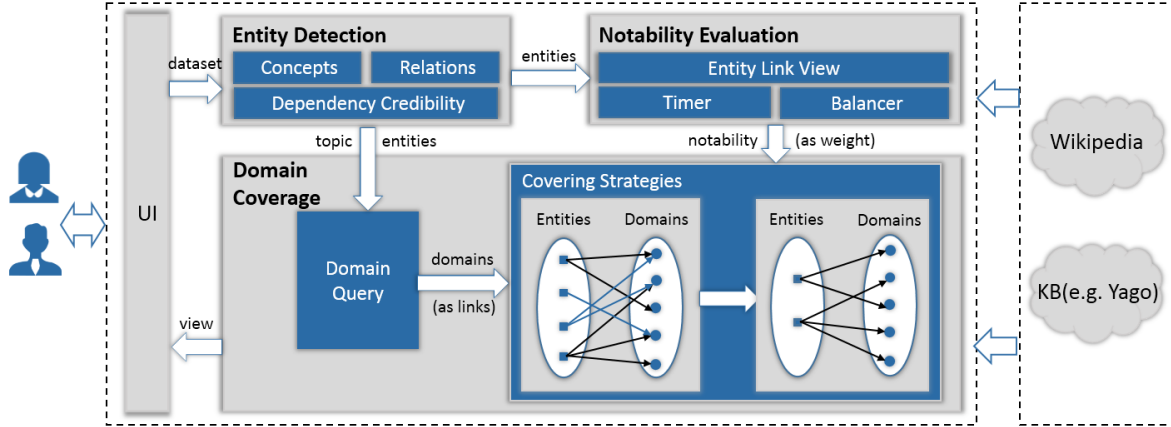 UI
dataset
Entity Detection
Concepts
Relations
Dependency Credibility
entities
Notability Evaluation
Entity Link View
Timer
Balancer
topic entities
notability (as weight)
Domain
Coverage
Domain
Query
domains
(as links)
Covering Strategies
Entities Domains
Entities Domains
view
Wikipedia
KB(e.g. Yago)